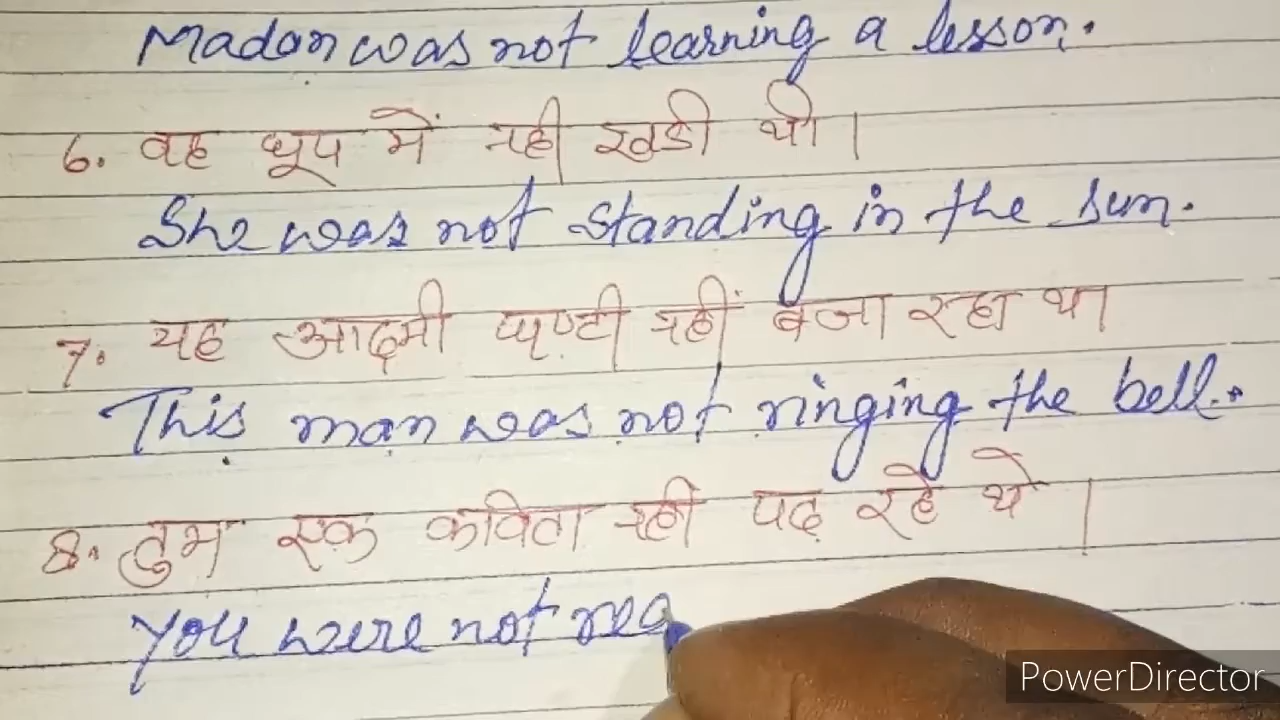 Madan was not learning a lesson.
6. वह धूप में नही खडी थी।
She was not standing in the sun.
7. यह आदमी घण्टी नहीं बजा रहा था
This man was not ringing the bell.
8. तुम एक कविता नही पढ़ रहे थे।
You were not rea
PowerDirector